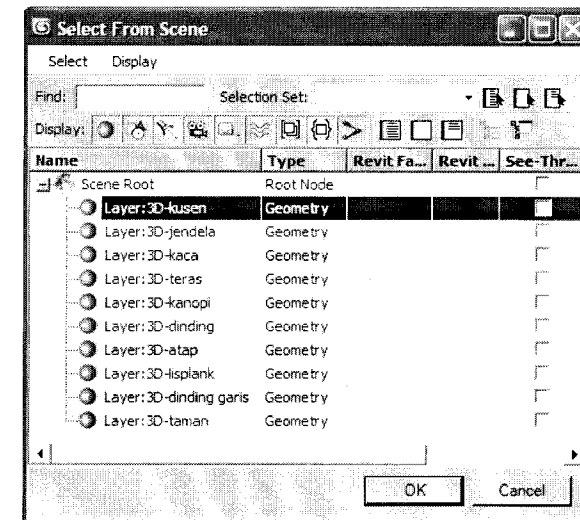 Select From Scene
Select Display
Find: Selection Set:
Display:
Name Type Revit Fa... Revit ... See-Thr...
Scene Root Root Node
Layer:3D-kusen Geometry
Layer:3D-jendela Geometry
Layer:3D-kaca Geometry
Layer:3D-teras Geometry
Layer:3D-kanopi Geometry
Layer:3D-dinding Geometry
Layer:3D-atap Geometry
Layer:3D-lisplank Geometry
Layer:3D-dinding garis Geometry
Layer:3D-taman Geometry
OK Cancel